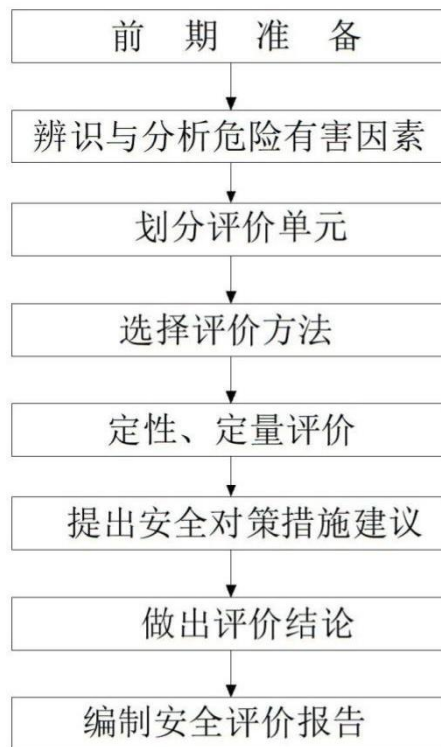 前 期 准 备
辨识与分析危险有害因素
划分评价单元
选择评价方法
定性、定量评价
提出安全对策措施建议
做出评价结论
编制安全评价报告